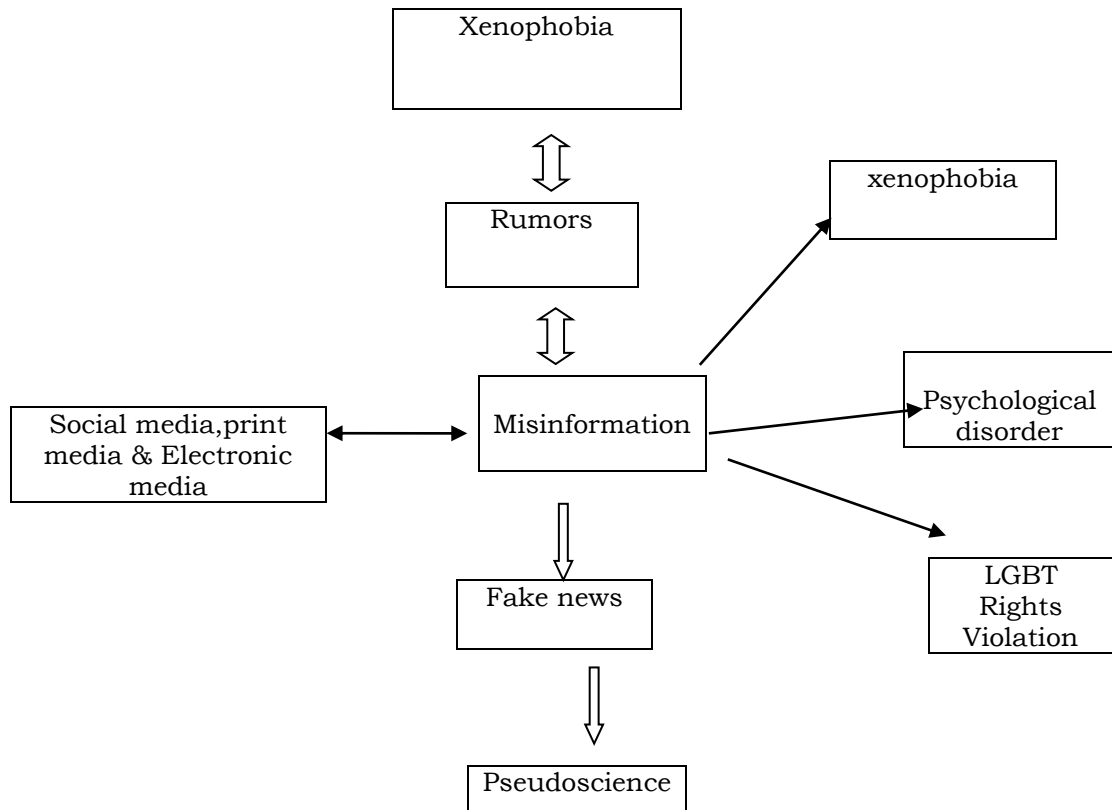 Xenophobia
xenophobia
Rumors
Misinformation
Psychological
disorder
Social media,print
media & Electronic
media
Fake news
LGBT
Rights
Violation
Pseudoscience